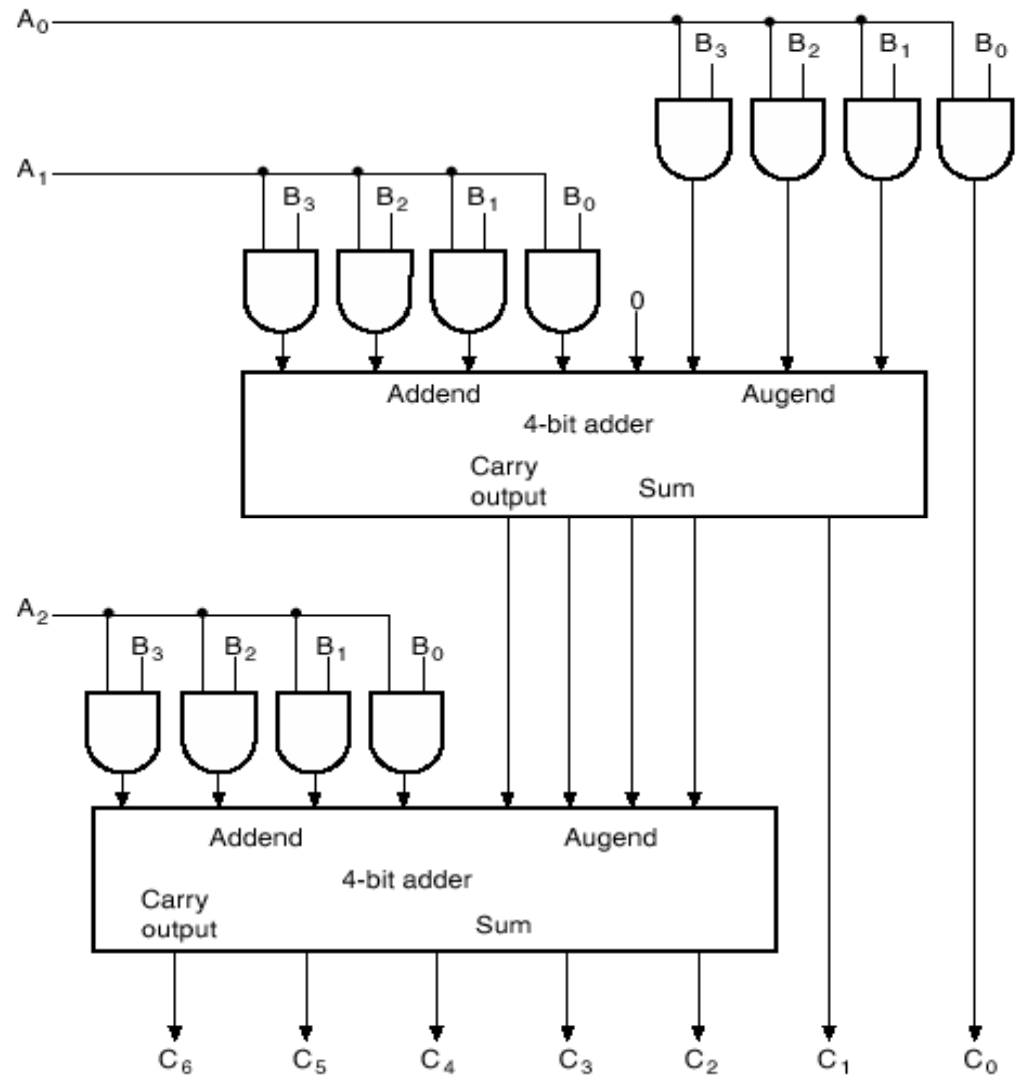 A₀
B₃ B₂ B₁ B₀
A₁
B₃ B₂ B₁ B₀
0
Addend Augend
4-bit adder
Carry
output
Sum
A₂
B₃ B₂ B₁ B₀
Addend Augend
4-bit adder
Carry
output
Sum
C₆ C₅ C₄ C₃ C₂ C₁ C₀